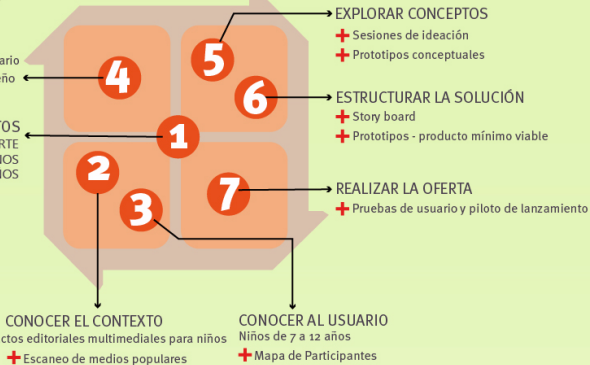 EXPLORAR CONCEPTOS
+ Sesiones de ideación
+ Prototipos conceptuales
4
5
6
ESTRUCTURAR LA SOLUCIÓN
+ Story board
+ Prototipos - producto mínimo viable
1
2
3
7
REALIZAR LA OFERTA
+ Pruebas de usuario y piloto de lanzamiento
CONOCER EL CONTEXTO
editoriales multimediales para niños
+ Escaneo de medios populares
CONOCER AL USUARIO
Niños de 7 a 12 años
+ Mapa de Participantes